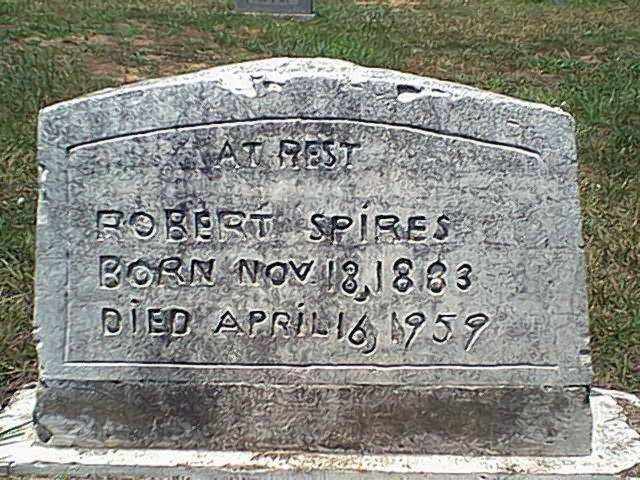 AT REST
ROBERT SPIRES
BORN NOV 18, 1883
DIED APRIL 16, 1959